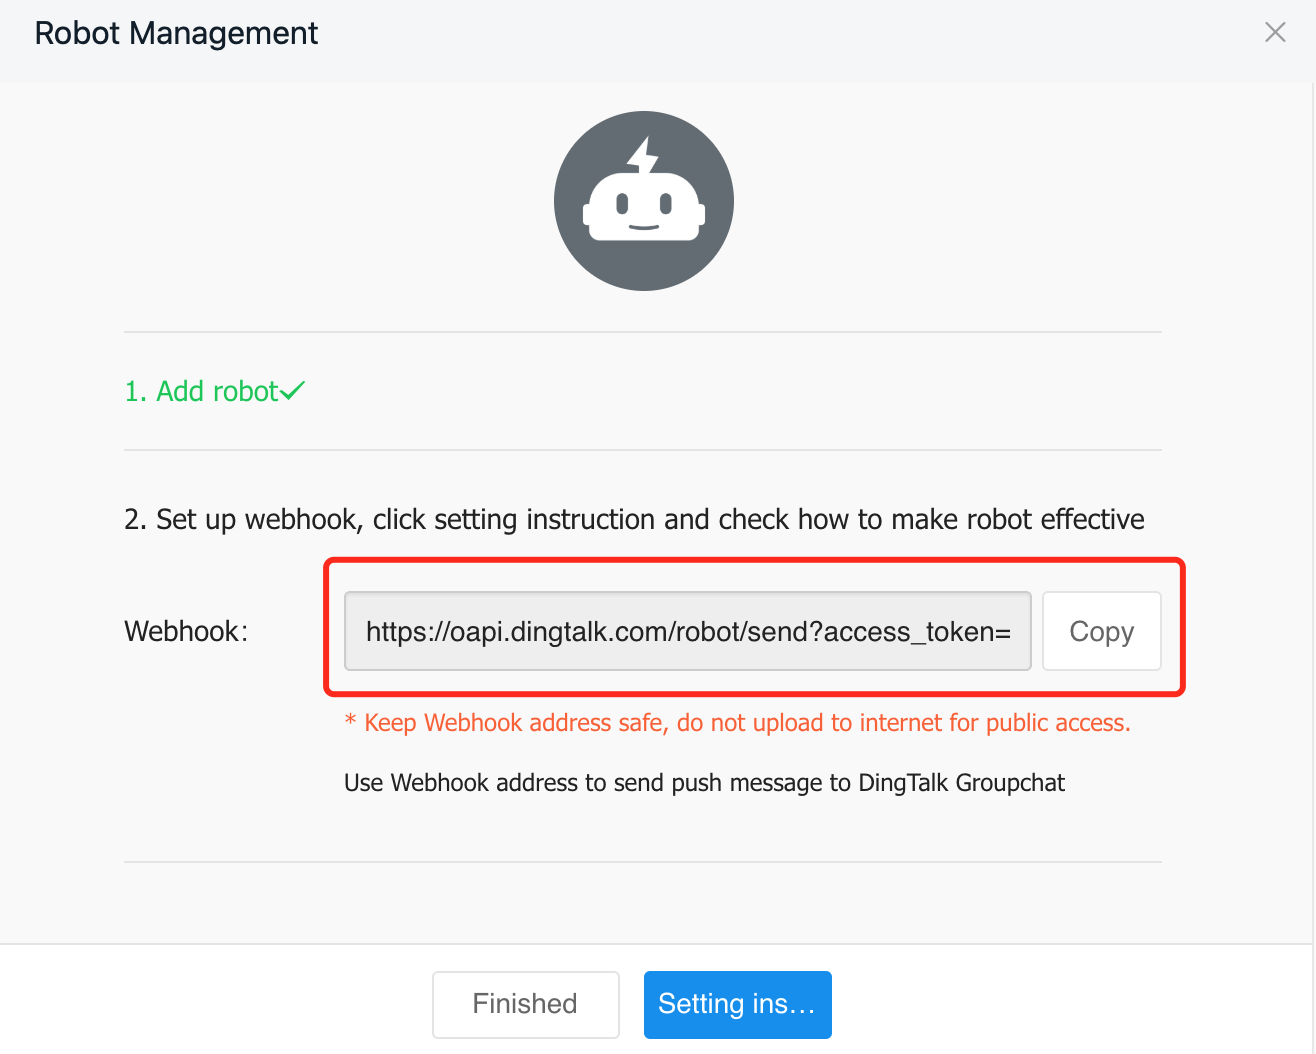 Robot Management
1. Add robot
2. Set up webhook, click setting instruction and check how to make robot effective
Webhook:
https://oapi.dingtalk.com/robot/send?access_token=
Copy
* Keep Webhook address safe, do not upload to internet for public access.
Use Webhook address to send push message to DingTalk Groupchat
Finished
Setting ins...